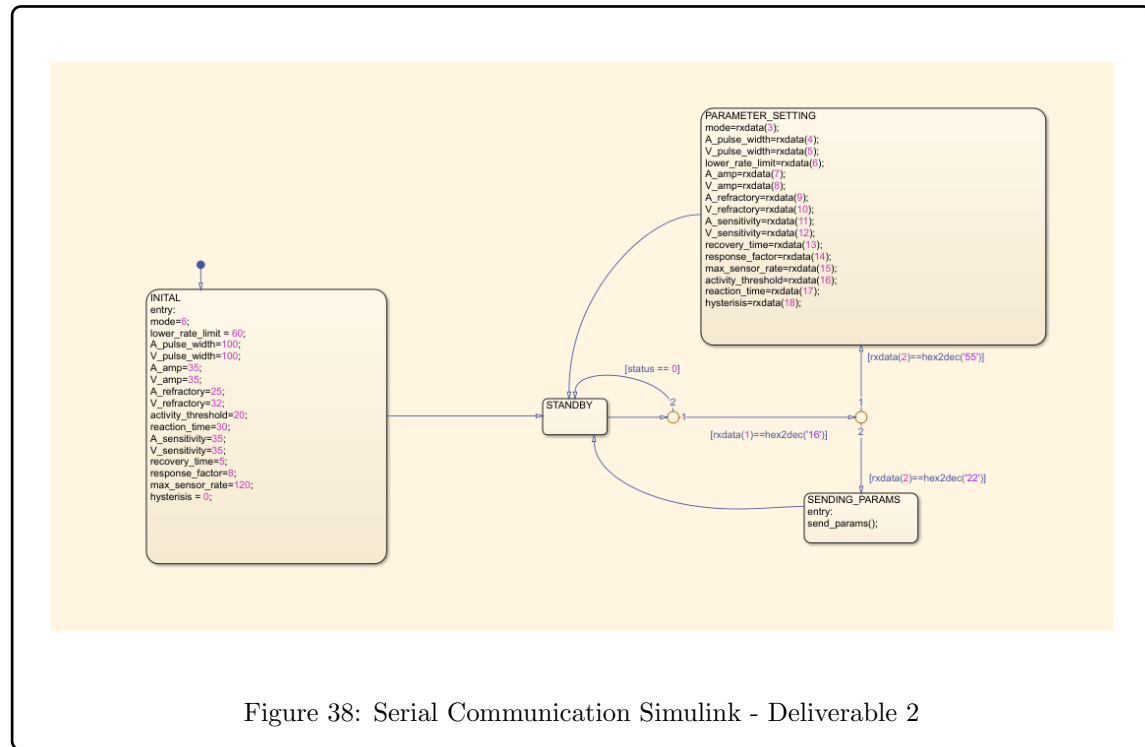 PARAMETER_SETTING
mode=rxdata(3);
A_pulse_width=rxdata(4);
V_pulse_width=rxdata(5);
lower_rate_limit=rxdata(6);
A_amp=rxdata(7);
V_amp=rxdata(8);
A_refractory=rxdata(9);
V_refractory=rxdata(10);
A_sensitivity=rxdata(11);
V_sensitivity=rxdata(12);
recovery_time=rxdata(13);
response_factor=rxdata(14);
max_sensor_rate=rxdata(15);
activity_threshold=rxdata(16);
reaction_time=rxdata(17);
hysterisis=rxdata(18);
INITAL
entry:
mode=6;
lower_rate_limit = 60;
A_pulse_width=100;
V_pulse_width=100;
A_amp=35;
V_amp=35;
A_refractory=25;
V_refractory=32;
activity_threshold=20;
reaction_time=30;
A_sensitivity=35;
V_sensitivity=35;
recovery_time=5;
response_factor=8;
max_sensor_rate=120;
hysterisis = 0;
[status == 0]
STANDBY
2
1
[rxdata(1)==hex2dec('16')]
[rxdata(2)==hex2dec('55')]
1
2
[rxdata(2)==hex2dec('22')]
SENDING_PARAMS
entry:
send_params();
Figure 38: Serial Communication Simulink - Deliverable 2